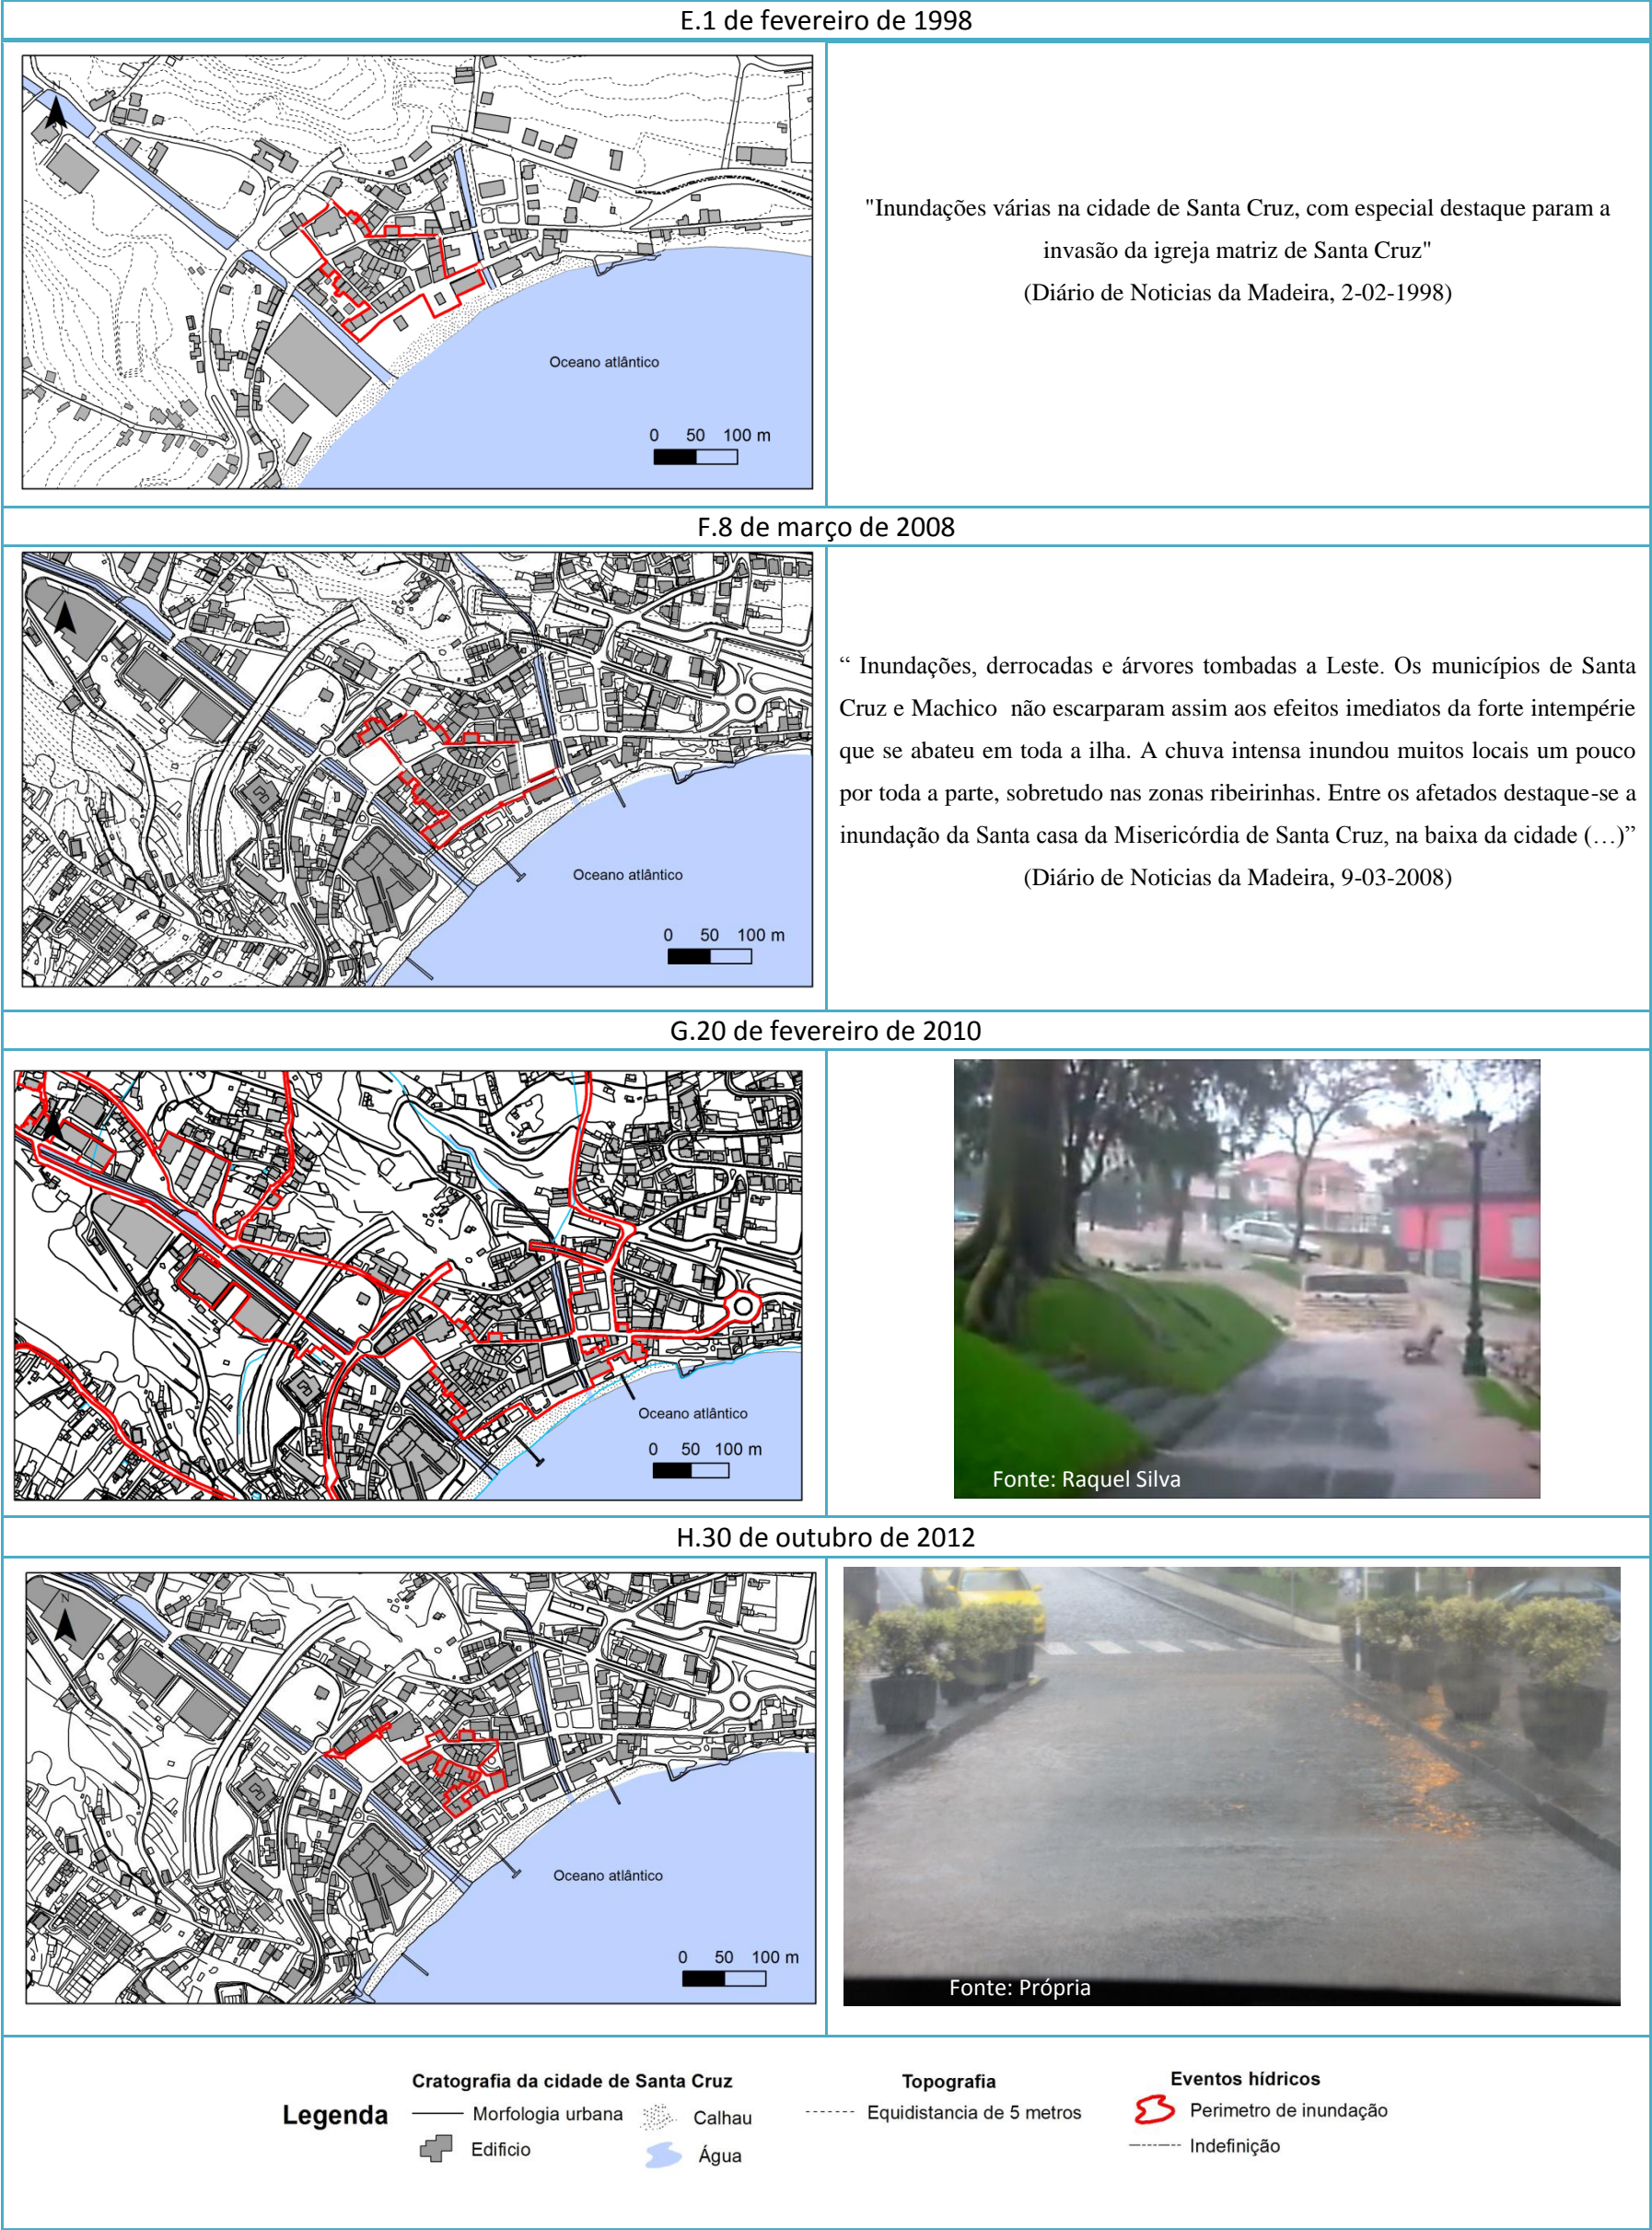 E.1 de fevereiro de 1998
N
Oceano atlântico
0 50 100 m
"Inundações várias na cidade de Santa Cruz, com especial destaque param a
invasão da igreja matriz de Santa Cruz"
(Diário de Noticias da Madeira, 2-02-1998)
F.8 de março de 2008
N
Oceano atlântico
0 50 100 m
“ Inundações, derrocadas e árvores tombadas a Leste. Os municípios de Santa
Cruz e Machico não escarparam assim aos efeitos imediatos da forte intempérie
que se abateu em toda a ilha. A chuva intensa inundou muitos locais um pouco
por toda a parte, sobretudo nas zonas ribeirinhas. Entre os afetados destaque-se a
inundação da Santa casa da Misericórdia de Santa Cruz, na baixa da cidade (…)”
(Diário de Noticias da Madeira, 9-03-2008)
G.20 de fevereiro de 2010
Oceano atlântico
0 50 100 m
Fonte: Raquel Silva
H.30 de outubro de 2012
N
Oceano atlântico
0 50 100 m
Fonte: Própria
Legenda
Cratografia da cidade de Santa Cruz
Morfologia urbana
Calhau
Edificio
Água
Topografia
Equidistancia de 5 metros
Eventos hídricos
Perimetro de inundação
Indefinição